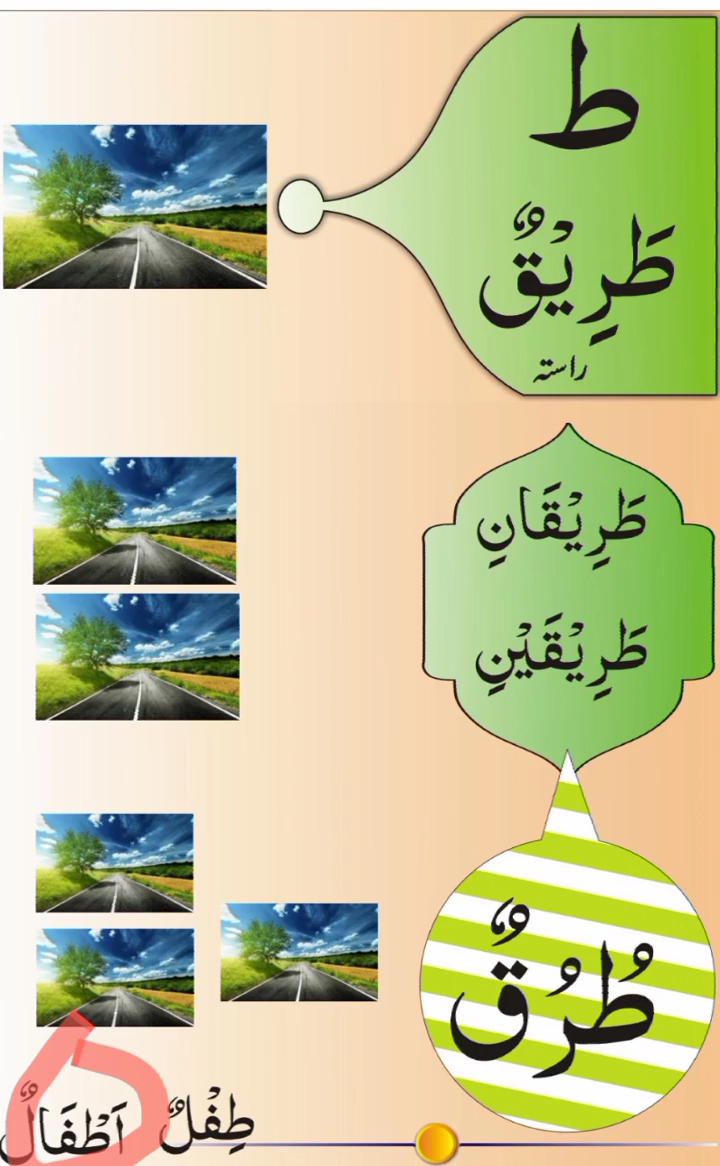 ط
طَرِيْقٌ
راستہ
طَرِيْقَانِ
طَرِيْقَيْنِ
طُرُقٌ
طِفْلٌ اَطْفَالٌ